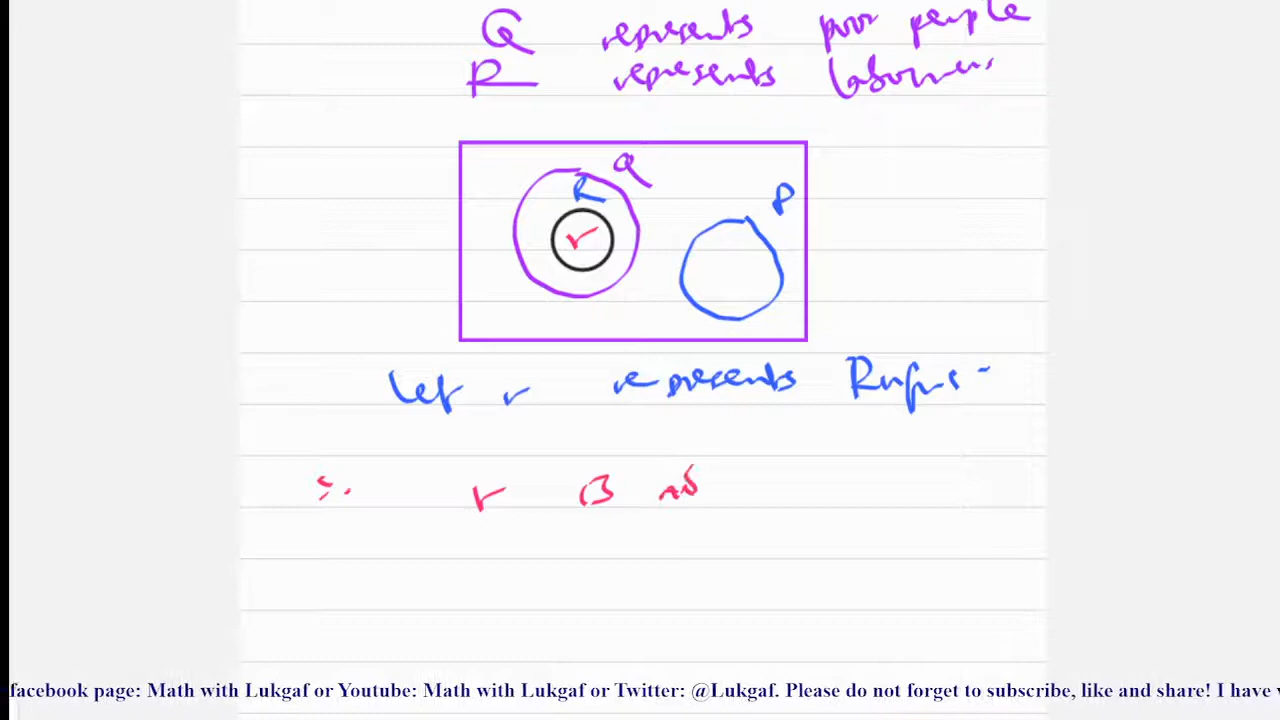 Q represents poor people
R represents labourers
Q
R
P
r
let r represents Rufus
∴ r is
facebook page: Math with Lukgaf or Youtube: Math with Lukgaf or Twitter: @Lukgaf. Please do not forget to subscribe, like and share! I have